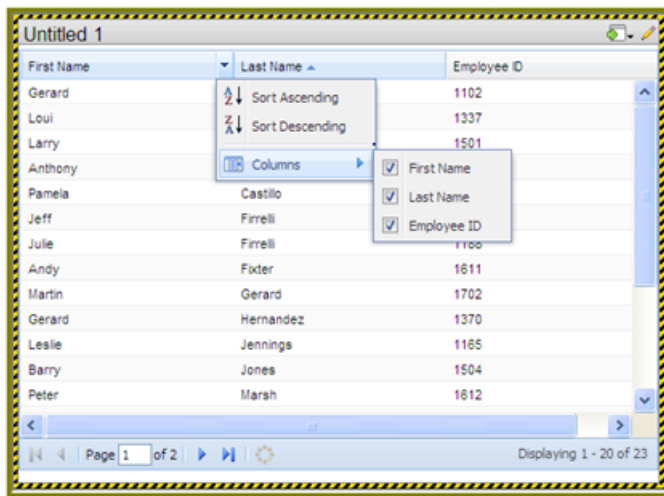 Untitled 1
First Name Last Name Employee ID
Gerard 1102
Loui 1337
Larry 1501
Anthony
Pamela Castillo
Jeff Firrelli
Julie Firrelli 1188
Andy Fixter 1611
Martin Gerard 1702
Gerard Hernandez 1370
Leslie Jennings 1165
Barry Jones 1504
Peter Marsh 1612
Sort Ascending
Sort Descending
Columns
First Name
Last Name
Employee ID
Page 1 of 2 Displaying 1 - 20 of 23